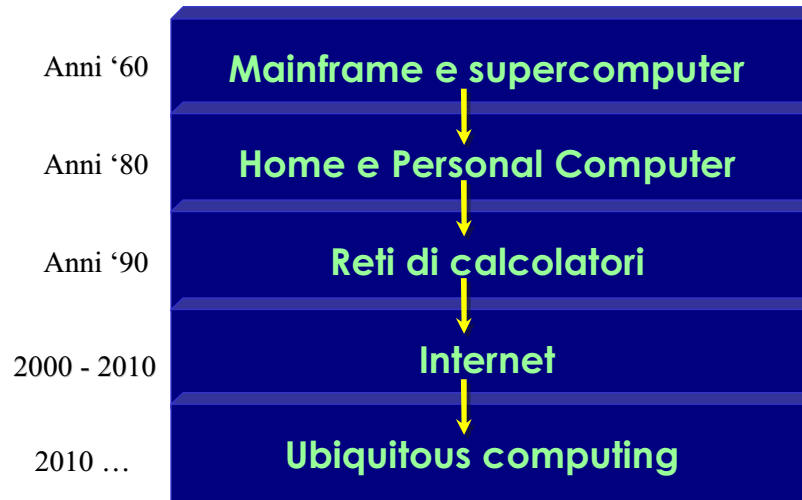 Anni ‘60
Mainframe e supercomputer
Anni ‘80
Home e Personal Computer
Anni ‘90
Reti di calcolatori
2000 - 2010
Internet
2010 …
Ubiquitous computing